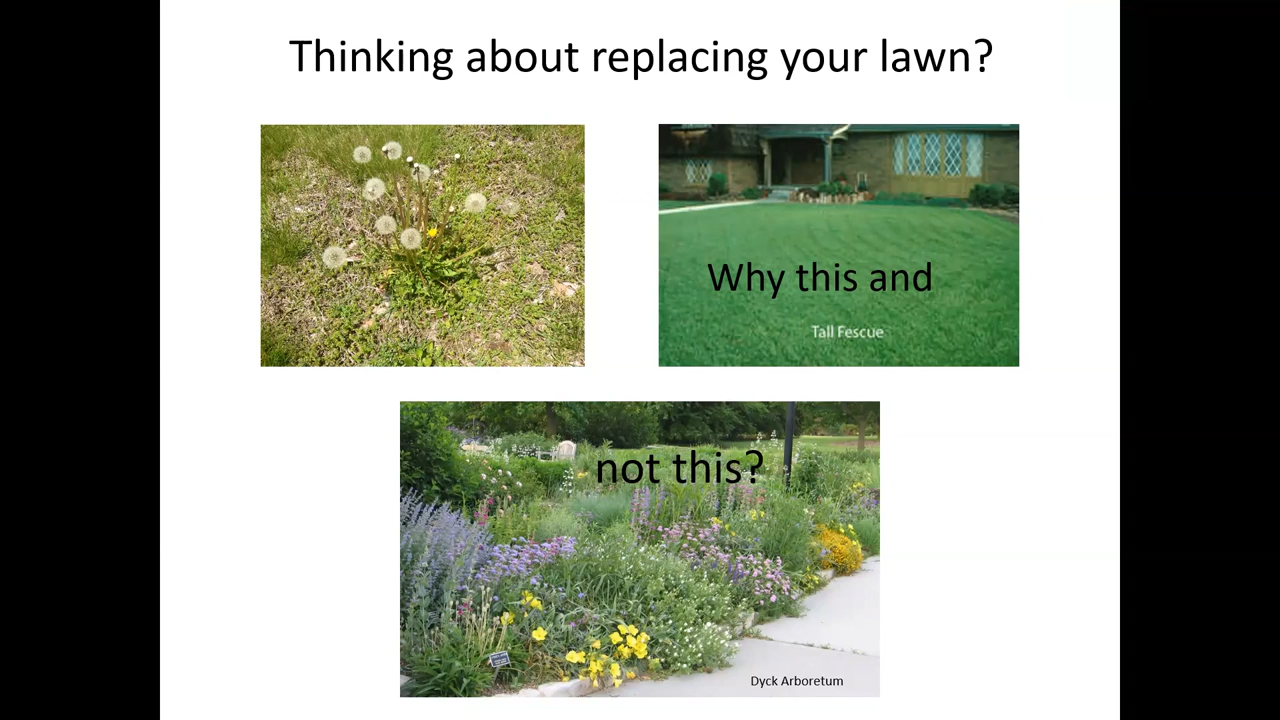 Thinking about replacing your lawn?
Why this and
Tall Fescue
not this?
Dyck Arboretum